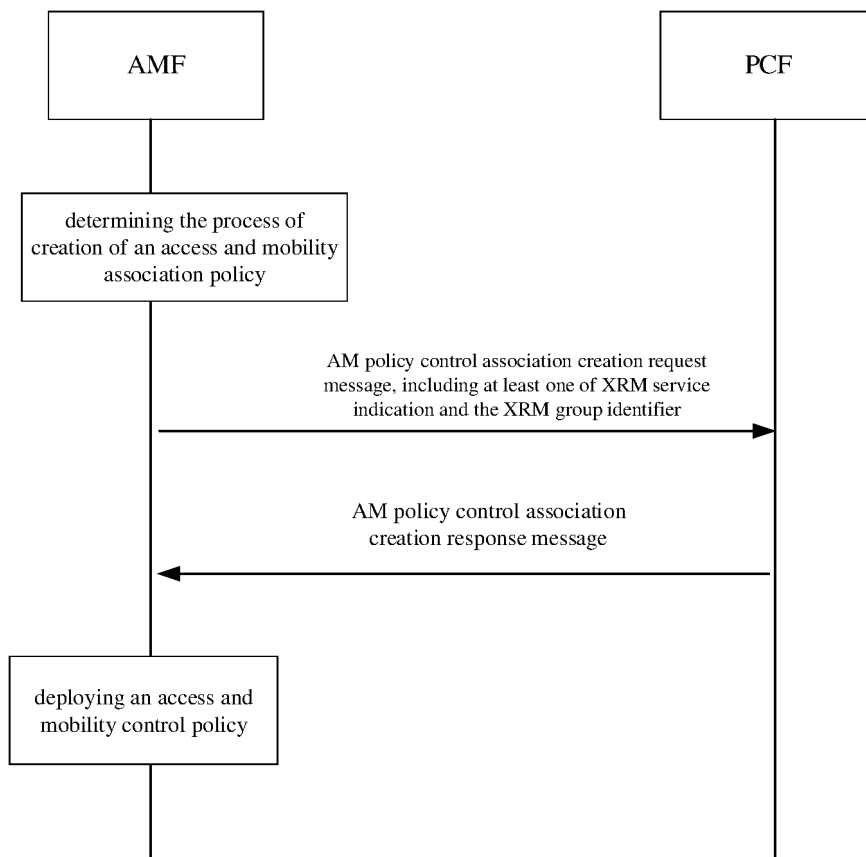 AMF
PCF
determining the process of
creation of an access and mobility
association policy
AM policy control association creation request
message, including at least one of XRM service
indication and the XRM group identifier
AM policy control association
creation response message
deploying an access and
mobility control policy